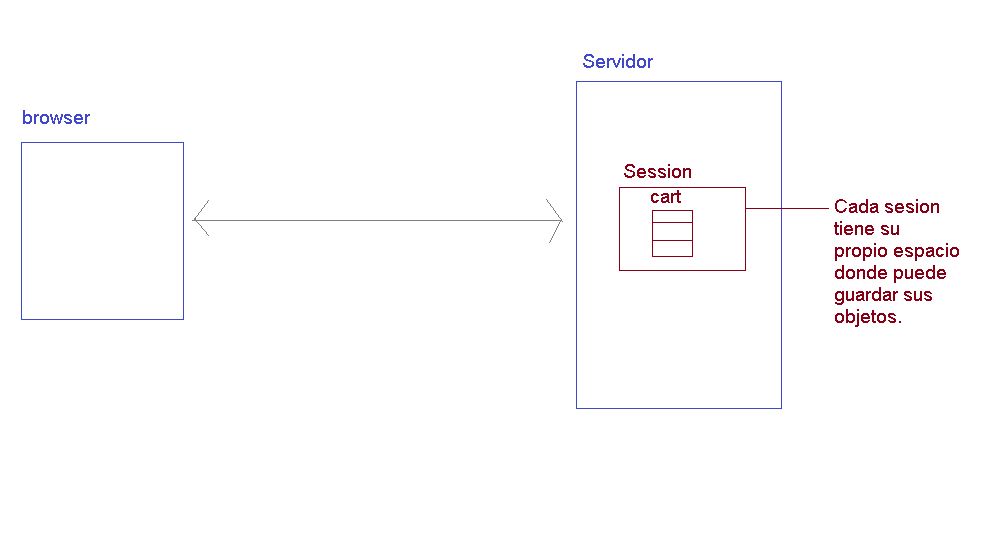 Servidor
browser
Session
cart
Cada sesion
tiene su
propio espacio
donde puede
guardar sus
objetos.